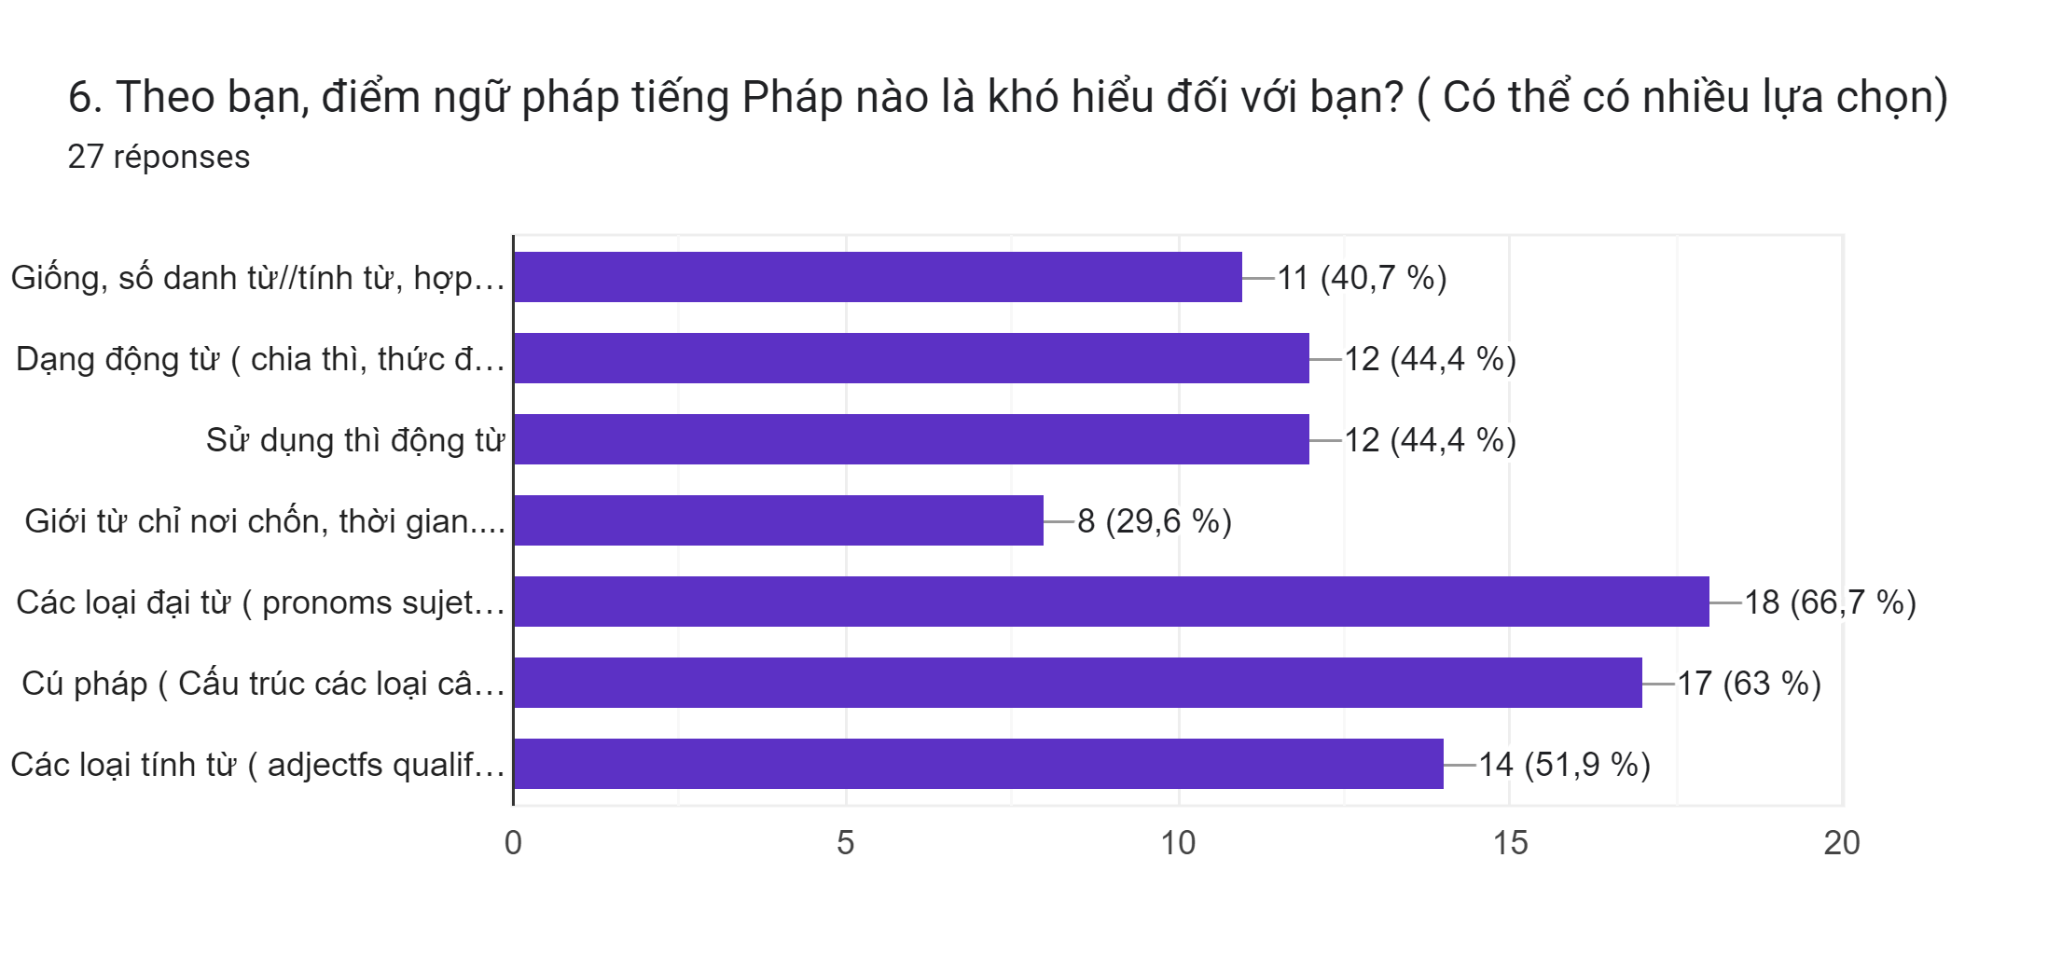 6. Theo bạn, điểm ngữ pháp tiếng Pháp nào là khó hiểu đối với bạn? ( Có thể có nhiều lựa chọn)
27 réponses
Giống, số danh từ//tính từ, hợp… 11 (40,7 %)
Dạng động từ ( chia thì, thức đ… 12 (44,4 %)
Sử dụng thì động từ 12 (44,4 %)
Giới từ chỉ nơi chốn, thời gian.... 8 (29,6 %)
Các loại đại từ ( pronoms sujet… 18 (66,7 %)
Cú pháp ( Cấu trúc các loại câ… 17 (63 %)
Các loại tính từ ( adjectfs qualif… 14 (51,9 %)
0 5 10 15 20